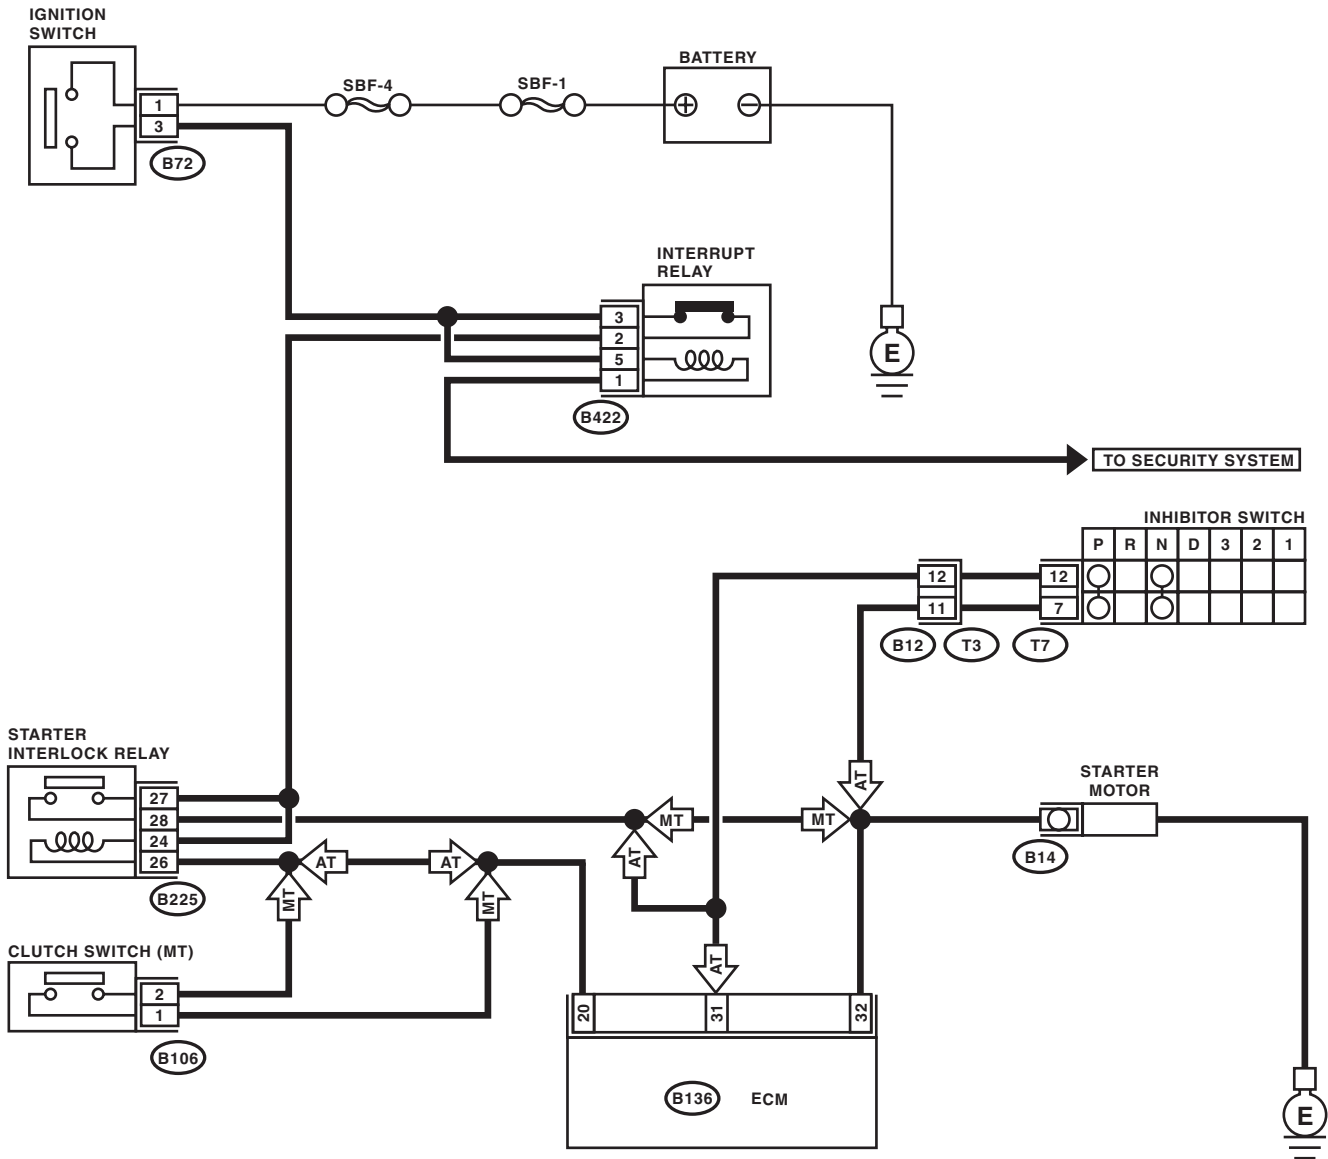 IGNITION
SWITCH
1
3
B72
SBF-4
SBF-1
BATTERY
E
INTERRUPT
RELAY
3
2
5
1
B422
TO SECURITY SYSTEM
INHIBITOR SWITCH
P R N D 3 2 1
12 12
11 7
B12 T3 T7
STARTER
INTERLOCK RELAY
27
28
24
26
B225
AT
MT
AT
MT
MT
AT
MT
AT
AT
STARTER
MOTOR
B14
CLUTCH SWITCH (MT)
2
1
B106
20 31 32
B136 ECM
E